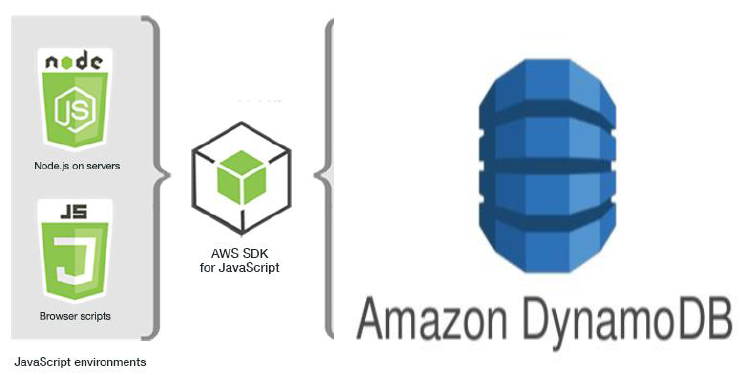 node
JS
Node.js on servers
JS
J
Browser scripts
JavaScript environments
AWS SDK
for JavaScript
Amazon DynamoDB